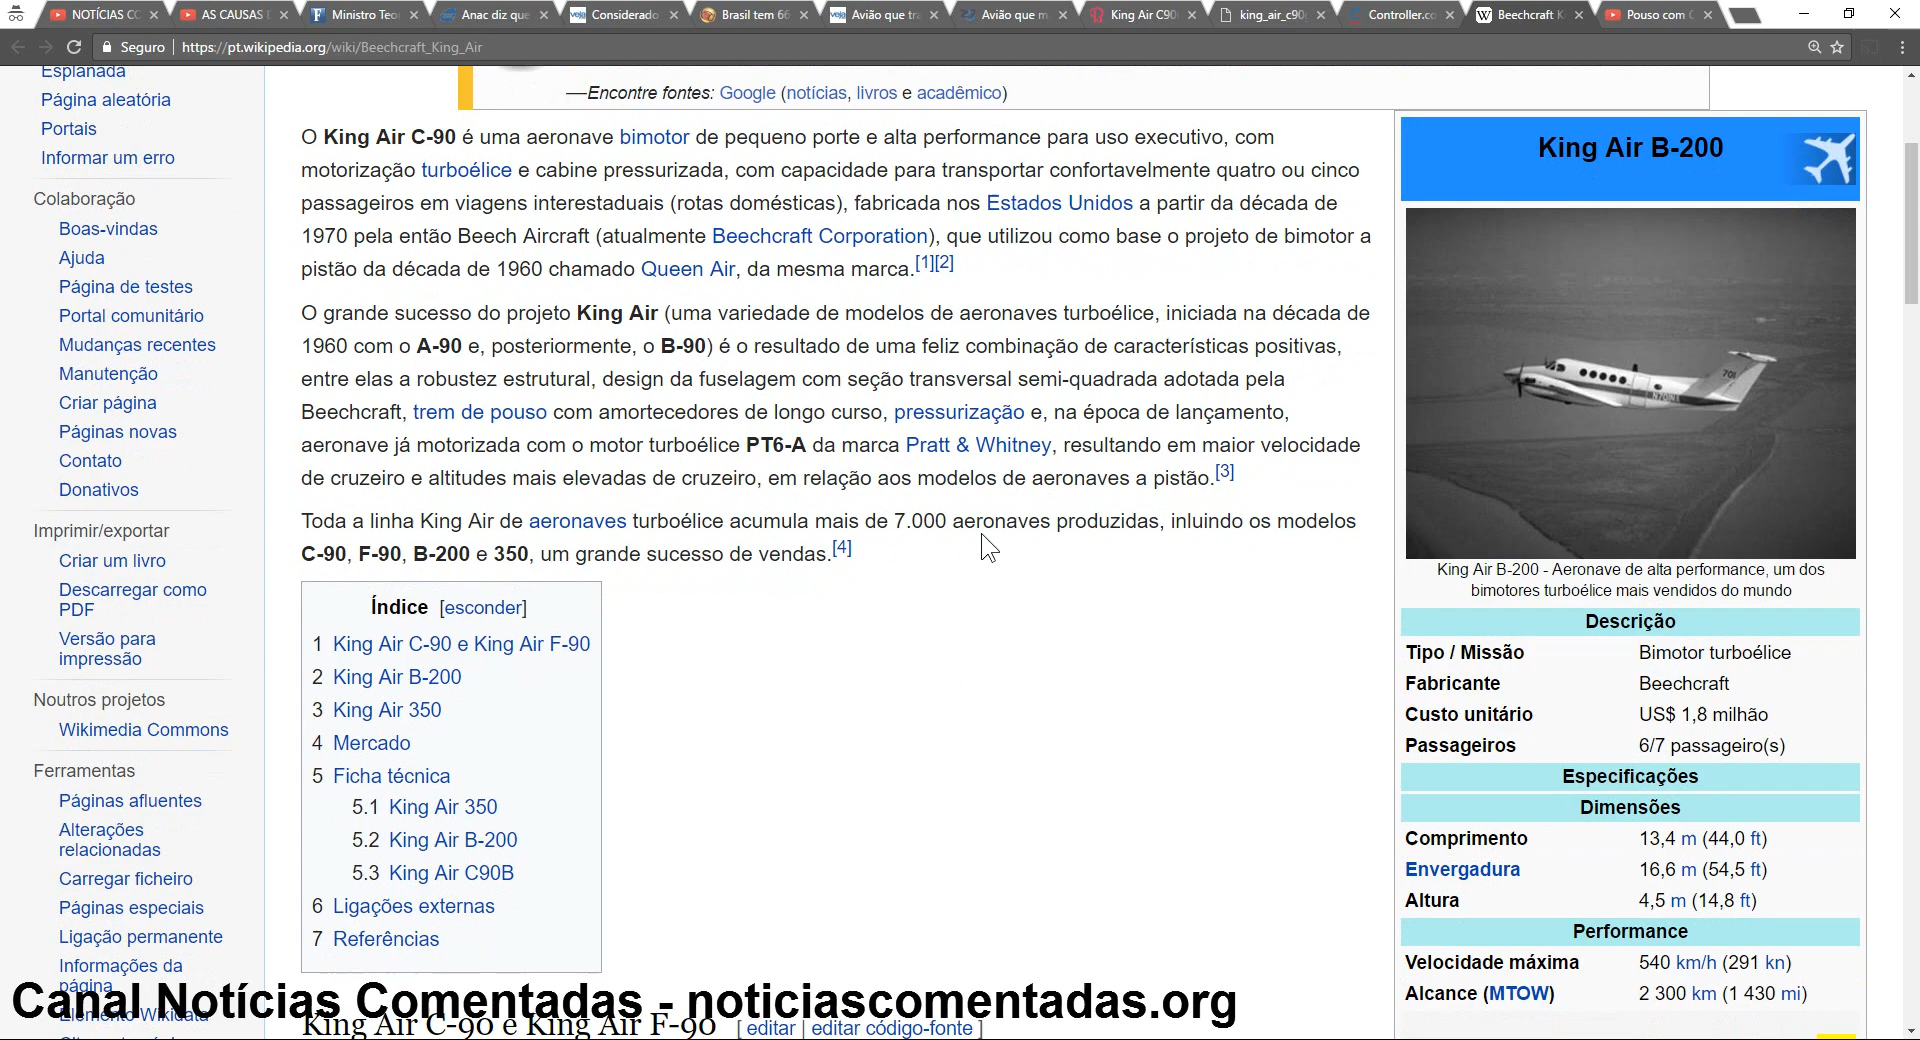 NOTÍCIAS CO
AS CAUSAS D
Ministro Teo
Anac diz que
Considerado
Brasil tem 66
Avião que tra
Avião que m
King Air C90
king_air_c90
Controller.co
Beechcraft K
Pouso com C
Seguro
https://pt.wikipedia.org/wiki/Beechcraft_King_Air
Esplanada
Página aleatória
Portais
Informar um erro
Colaboração
Boas-vindas
Ajuda
Página de testes
Portal comunitário
Mudanças recentes
Manutenção
Criar página
Páginas novas
Contato
Donativos
Imprimir/exportar
Criar um livro
Descarregar como
PDF
Versão para
impressão
Noutros projetos
Wikimedia Commons
Ferramentas
Páginas afluentes
Alterações
relacionadas
Carregar ficheiro
Páginas especiais
Ligação permanente
Informações da
página
Elemento Wikidata
—Encontre fontes: Google (notícias, livros e acadêmico)
O King Air C-90 é uma aeronave bimotor de pequeno porte e alta performance para uso executivo, com
motorização turboélice e cabine pressurizada, com capacidade para transportar confortavelmente quatro ou cinco
passageiros em viagens interestaduais (rotas domésticas), fabricada nos Estados Unidos a partir da década de
1970 pela então Beech Aircraft (atualmente Beechcraft Corporation), que utilizou como base o projeto de bimotor a
pistão da década de 1960 chamado Queen Air, da mesma marca.[1][2]
O grande sucesso do projeto King Air (uma variedade de modelos de aeronaves turboélice, iniciada na década de
1960 com o A-90 e, posteriormente, o B-90) é o resultado de uma feliz combinação de características positivas,
entre elas a robustez estrutural, design da fuselagem com seção transversal semi-quadrada adotada pela
Beechcraft, trem de pouso com amortecedores de longo curso, pressurização e, na época de lançamento,
aeronave já motorizada com o motor turboélice PT6-A da marca Pratt & Whitney, resultando em maior velocidade
de cruzeiro e altitudes mais elevadas de cruzeiro, em relação aos modelos de aeronaves a pistão.[3]
Toda a linha King Air de aeronaves turboélice acumula mais de 7.000 aeronaves produzidas, inluindo os modelos
C-90, F-90, B-200 e 350, um grande sucesso de vendas.[4]
Índice [esconder]
1 King Air C-90 e King Air F-90
2 King Air B-200
3 King Air 350
4 Mercado
5 Ficha técnica
5.1 King Air 350
5.2 King Air B-200
5.3 King Air C90B
6 Ligações externas
7 Referências
King Air C-90 e King Air F-90 [ editar | editar código-fonte ]
King Air B-200
701
N701NA
King Air B-200 - Aeronave de alta performance, um dos
bimotores turboélice mais vendidos do mundo
Descrição
Tipo / Missão Bimotor turboélice
Fabricante Beechcraft
Custo unitário US$ 1,8 milhão
Passageiros 6/7 passageiro(s)
Especificações
Dimensões
Comprimento 13,4 m (44,0 ft)
Envergadura 16,6 m (54,5 ft)
Altura 4,5 m (14,8 ft)
Performance
Velocidade máxima 540 km/h (291 kn)
Alcance (MTOW) 2 300 km (1 430 mi)
Canal Notícias Comentadas - noticiascomentadas.org